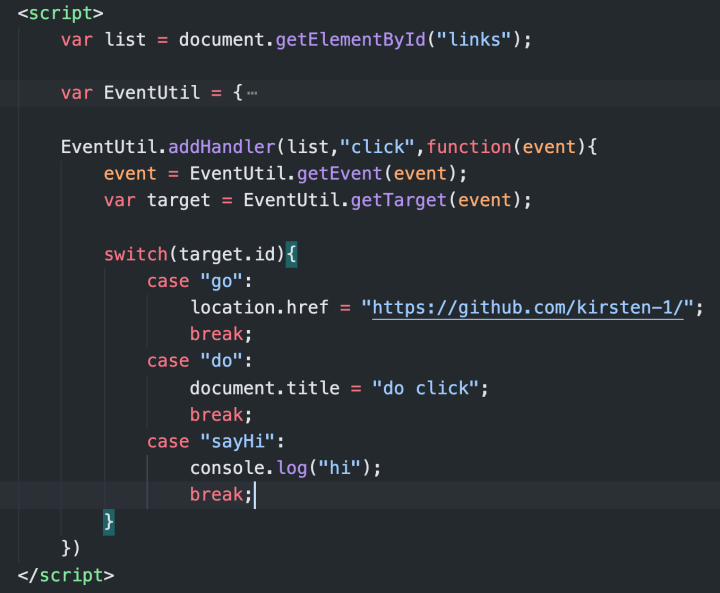 <script>
var list = document.getElementById("links");
var EventUtil = {⋯
EventUtil.addHandler(list,"click",function(event){
event = EventUtil.getEvent(event);
var target = EventUtil.getTarget(event);
switch(target.id){
case "go":
location.href = "https://github.com/kirsten-1/";
break;
case "do":
document.title = "do click";
break;
case "sayHi":
console.log("hi");
break;
}
})
</script>